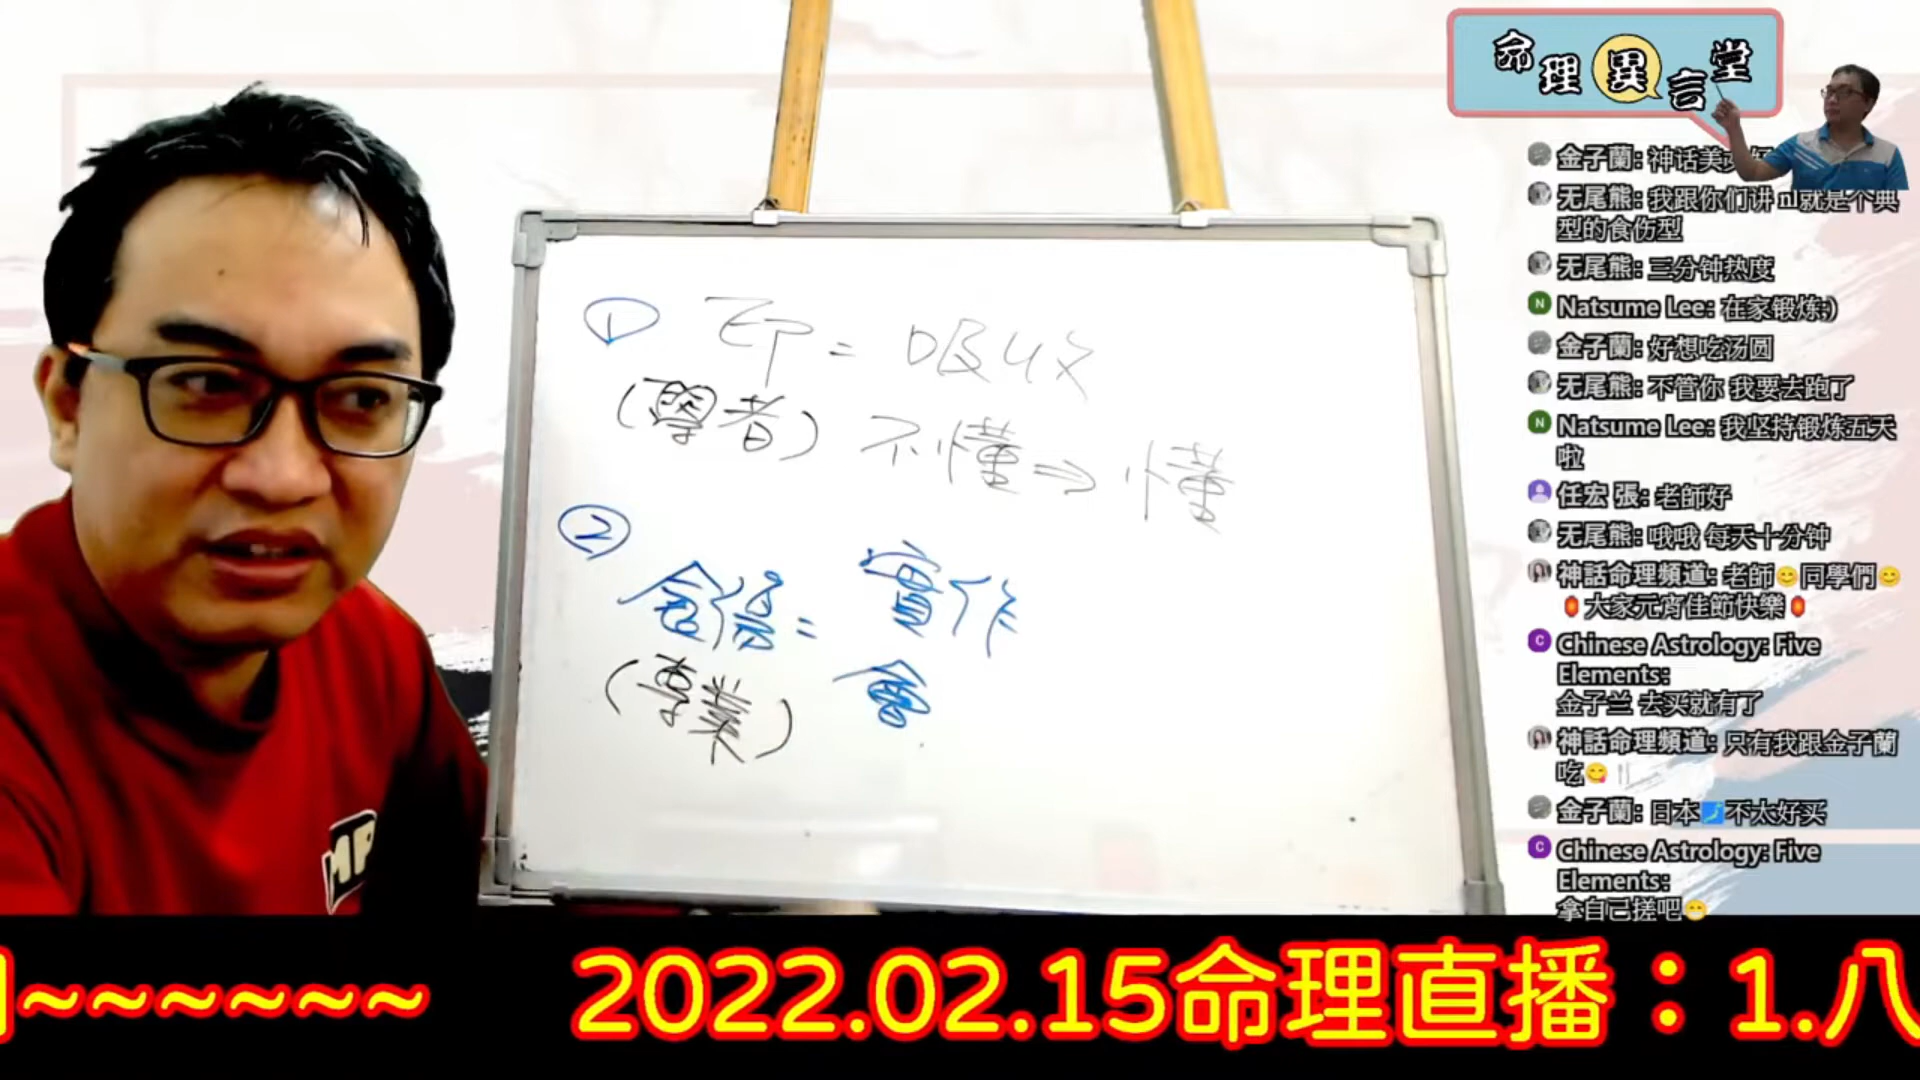 命理異言堂
① 印 = 吸收
(學者) 不懂⇒懂
②
食傷 = 實作
(專業) 會
金子蘭: 神话美
无尾熊: 我跟你们讲 nl就是个典
型的食伤型
无尾熊: 三分钟热度
Natsume Lee: 在家锻炼;)
金子蘭: 好想吃汤圆
无尾熊: 不管你 我要去跑了
Natsume Lee: 我坚持锻炼五天
啦
任宏 張: 老師好
无尾熊: 哦哦 每天十分钟
神話命理頻道: 老師😊同學們😊
🏮大家元宵佳節快樂🏮
Chinese Astrology: Five
Elements:
金子兰 去买就有了
神話命理頻道: 只有我跟金子蘭
吃😋🍴
金子蘭: 日本🗾不太好买
Chinese Astrology: Five
Elements:
拿自己搓吧😁
~~~~~~ 2022.02.15命理直播：1.八